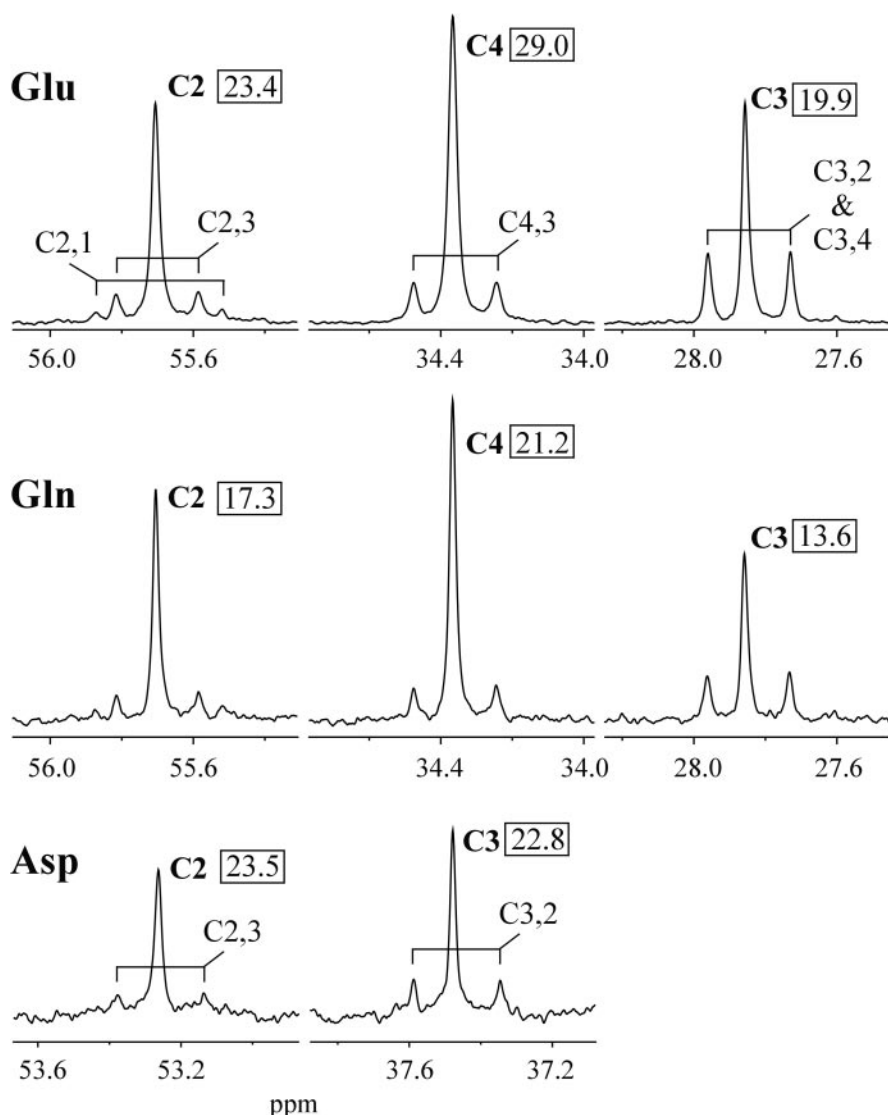 Glu
C2 23.4
C2,1
C2,3
C4 29.0
C4,3
C3 19.9
C3,2
&
C3,4
56.0 55.6 34.4 34.0 28.0 27.6
Gln
C2 17.3
C4 21.2
C3 13.6
56.0 55.6 34.4 34.0 28.0 27.6
Asp
C2 23.5
C2,3
C3 22.8
C3,2
53.6 53.2 37.6 37.2
ppm